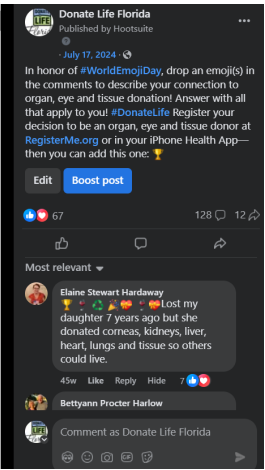 Donate Life Florida
Published by Hootsuite
· July 17, 2024 ·
In honor of #WorldEmojiDay, drop an emoji(s) in
the comments to describe your connection to
organ, eye and tissue donation! Answer with all
that apply to you! #DonateLife Register your
decision to be an organ, eye and tissue donor at
RegisterMe.org or in your iPhone Health App—
then you can add this one: 🏆
Edit Boost post
67 128 12
Most relevant
Elaine Stewart Hardaway
Lost my
daughter 7 years ago but she
donated corneas, kidneys, liver,
heart, lungs and tissue so others
could live.
45w Like Reply Hide 7
Bettyann Procter Harlow
Comment as Donate Life Florida